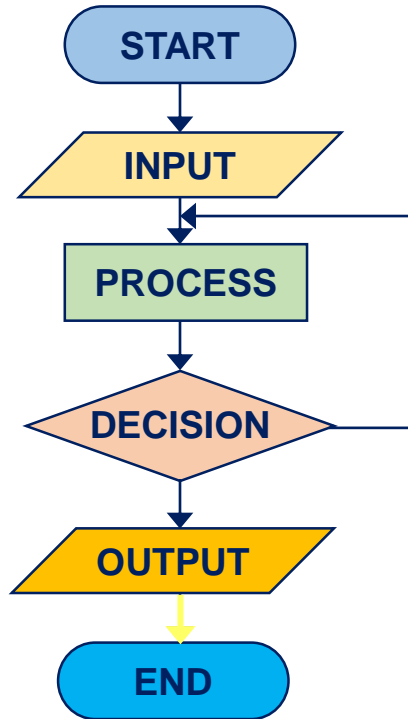 START
INPUT
PROCESS
DECISION
OUTPUT
END